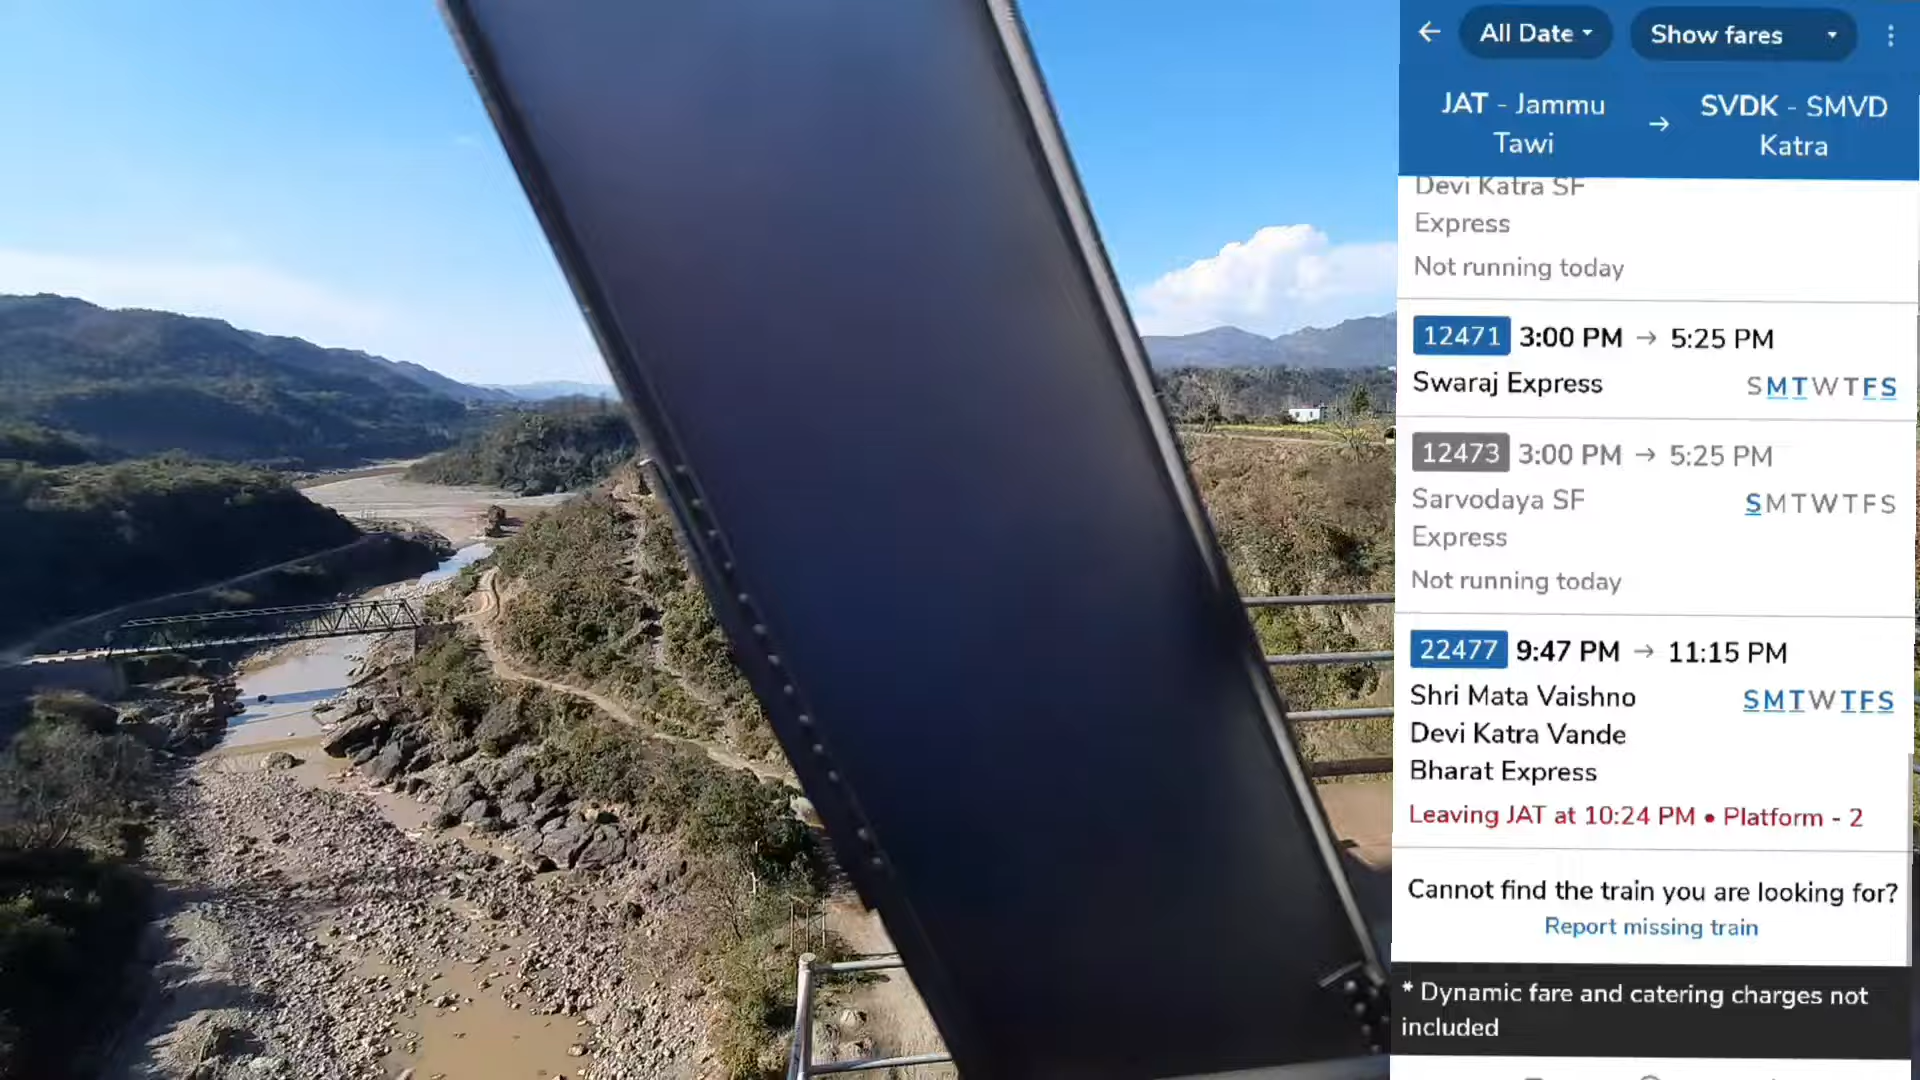 All Date
Show fares
JAT - Jammu Tawi
SVDK - SMVD Katra
Devi Katra SF
Express
Not running today
12471 3:00 PM → 5:25 PM
Swaraj Express SMTWTFS
12473 3:00 PM → 5:25 PM
Sarvodaya SF SMTWTFS
Express
Not running today
22477 9:47 PM → 11:15 PM
Shri Mata Vaishno SMTWTFS
Devi Katra Vande
Bharat Express
Leaving JAT at 10:24 PM • Platform - 2
Cannot find the train you are looking for?
Report missing train
* Dynamic fare and catering charges not
included